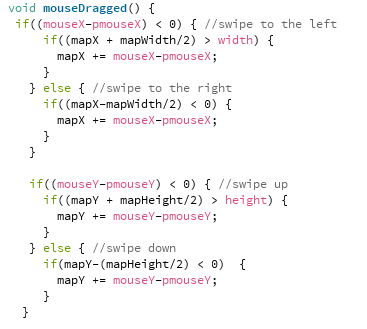 void mouseDragged() {
if((mouseX-pmouseX) < 0) { //swipe to the left
if((mapX + mapWidth/2) > width) {
mapX += mouseX-pmouseX;
}
} else { //swipe to the right
if((mapX-mapWidth/2) < 0) {
mapX += mouseX-pmouseX;
}
}
if((mouseY-pmouseY) < 0) { //swipe up
if((mapY + mapHeight/2) > height) {
mapY += mouseY-pmouseY;
}
} else { //swipe down
if(mapY-(mapHeight/2) < 0)  {
mapY += mouseY-pmouseY;
}
}